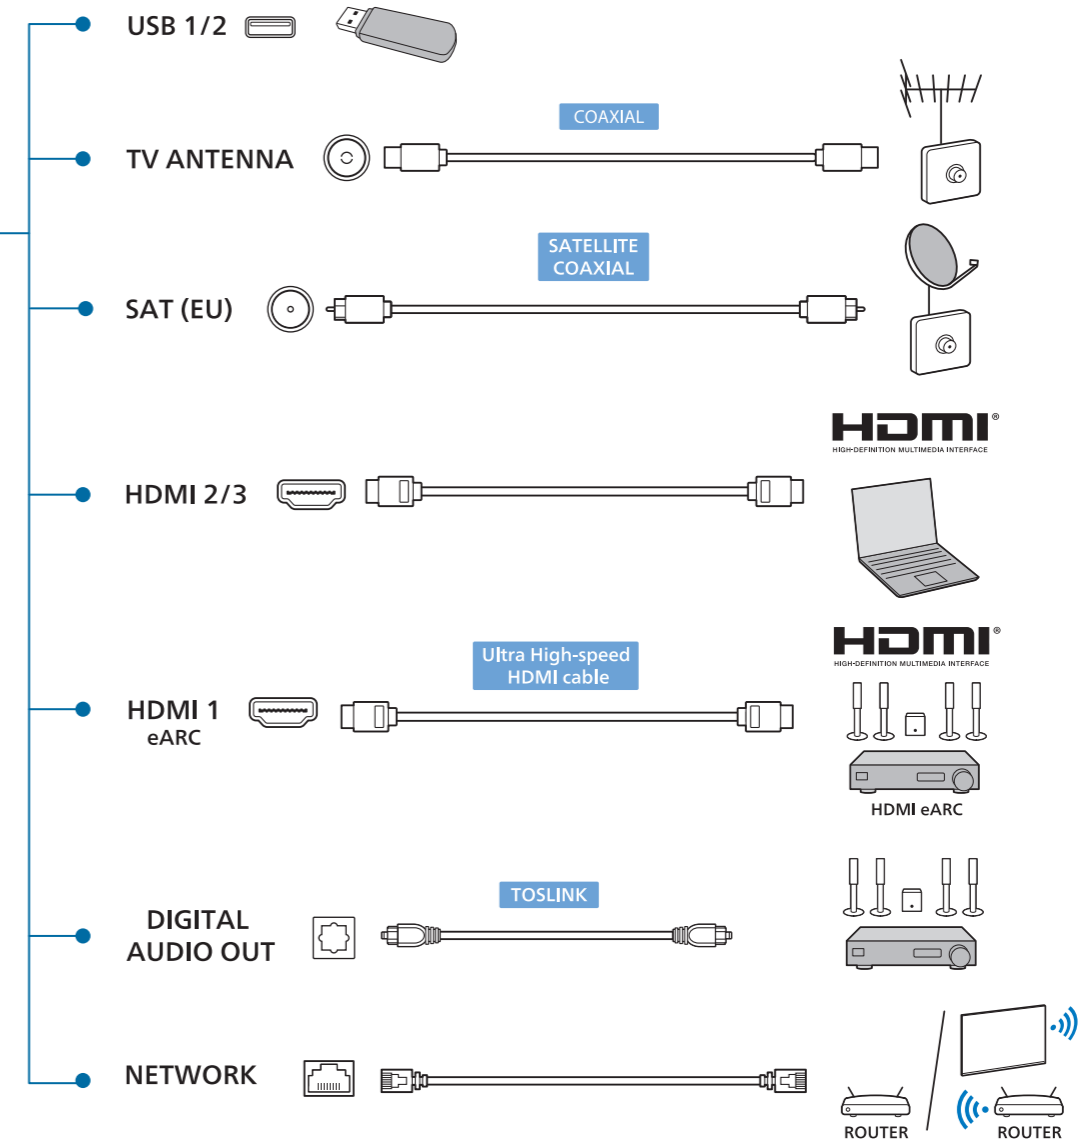 USB 1/2
COAXIAL
TV ANTENNA
SATELLITE
COAXIAL
SAT (EU)
HDMI®
HIGH-DEFINITION MULTIMEDIA INTERFACE
HDMI 2/3
HDMI®
HIGH-DEFINITION MULTIMEDIA INTERFACE
Ultra High-speed
HDMI cable
HDMI 1
eARC
HDMI eARC
TOSLINK
DIGITAL
AUDIO OUT
NETWORK
ROUTER
ROUTER